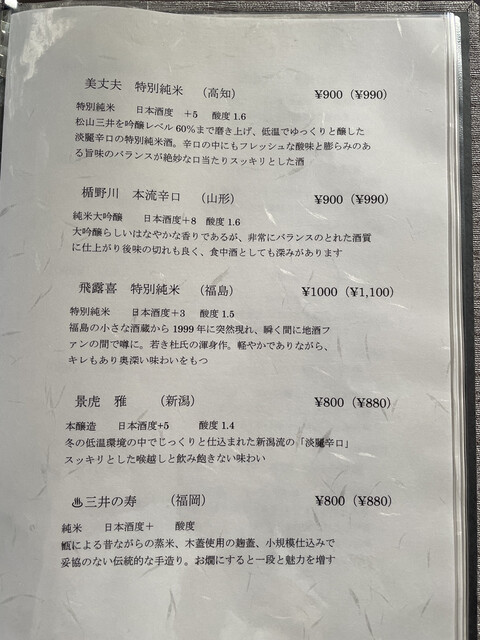 美丈夫　特別純米　（高知）　¥900（¥990）
特別純米　日本酒度　+5　酸度 1.6
松山三井を吟醸レベル 60%まで磨き上げ、低温でゆっくりと醸した
淡麗辛口の特別純米酒。辛口の中にもフレッシュな酸味と膨らみのあ
る旨味のバランスが絶妙な口当たりスッキリとした酒
楯野川　本流辛口　（山形）　¥900（¥990）
純米大吟醸　日本酒度+8　酸度 1.6
大吟醸らしいはなやかな香りであるが、非常にバランスのとれた酒質
に仕上がり後味の切れも良く、食中酒としても深みがあります
飛露喜　特別純米　（福島）　¥1000（¥1,100）
特別純米　日本酒度+3　酸度 1.5
福島の小さな酒蔵から 1999 年に突然現れ、瞬く間に地酒フ
ァンの間で噂に。若き杜氏の渾身作。軽やかでありながら、
キレもあり奥深い味わいをもつ
景虎　雅　（新潟）　¥800（¥880）
本醸造　日本酒度+5　酸度 1.4
冬の低温環境の中でじっくりと仕込まれた新潟流の「淡麗辛口」
スッキリとした喉越しと飲み飽きない味わい
♨三井の寿　（福岡）　¥800（¥880）
純米　日本酒度＋　酸度
甑による昔ながらの蒸米、木蓋使用の麹蓋、小規模仕込みで
妥協のない伝統的な手造り。お燗にすると一段と魅力を増す